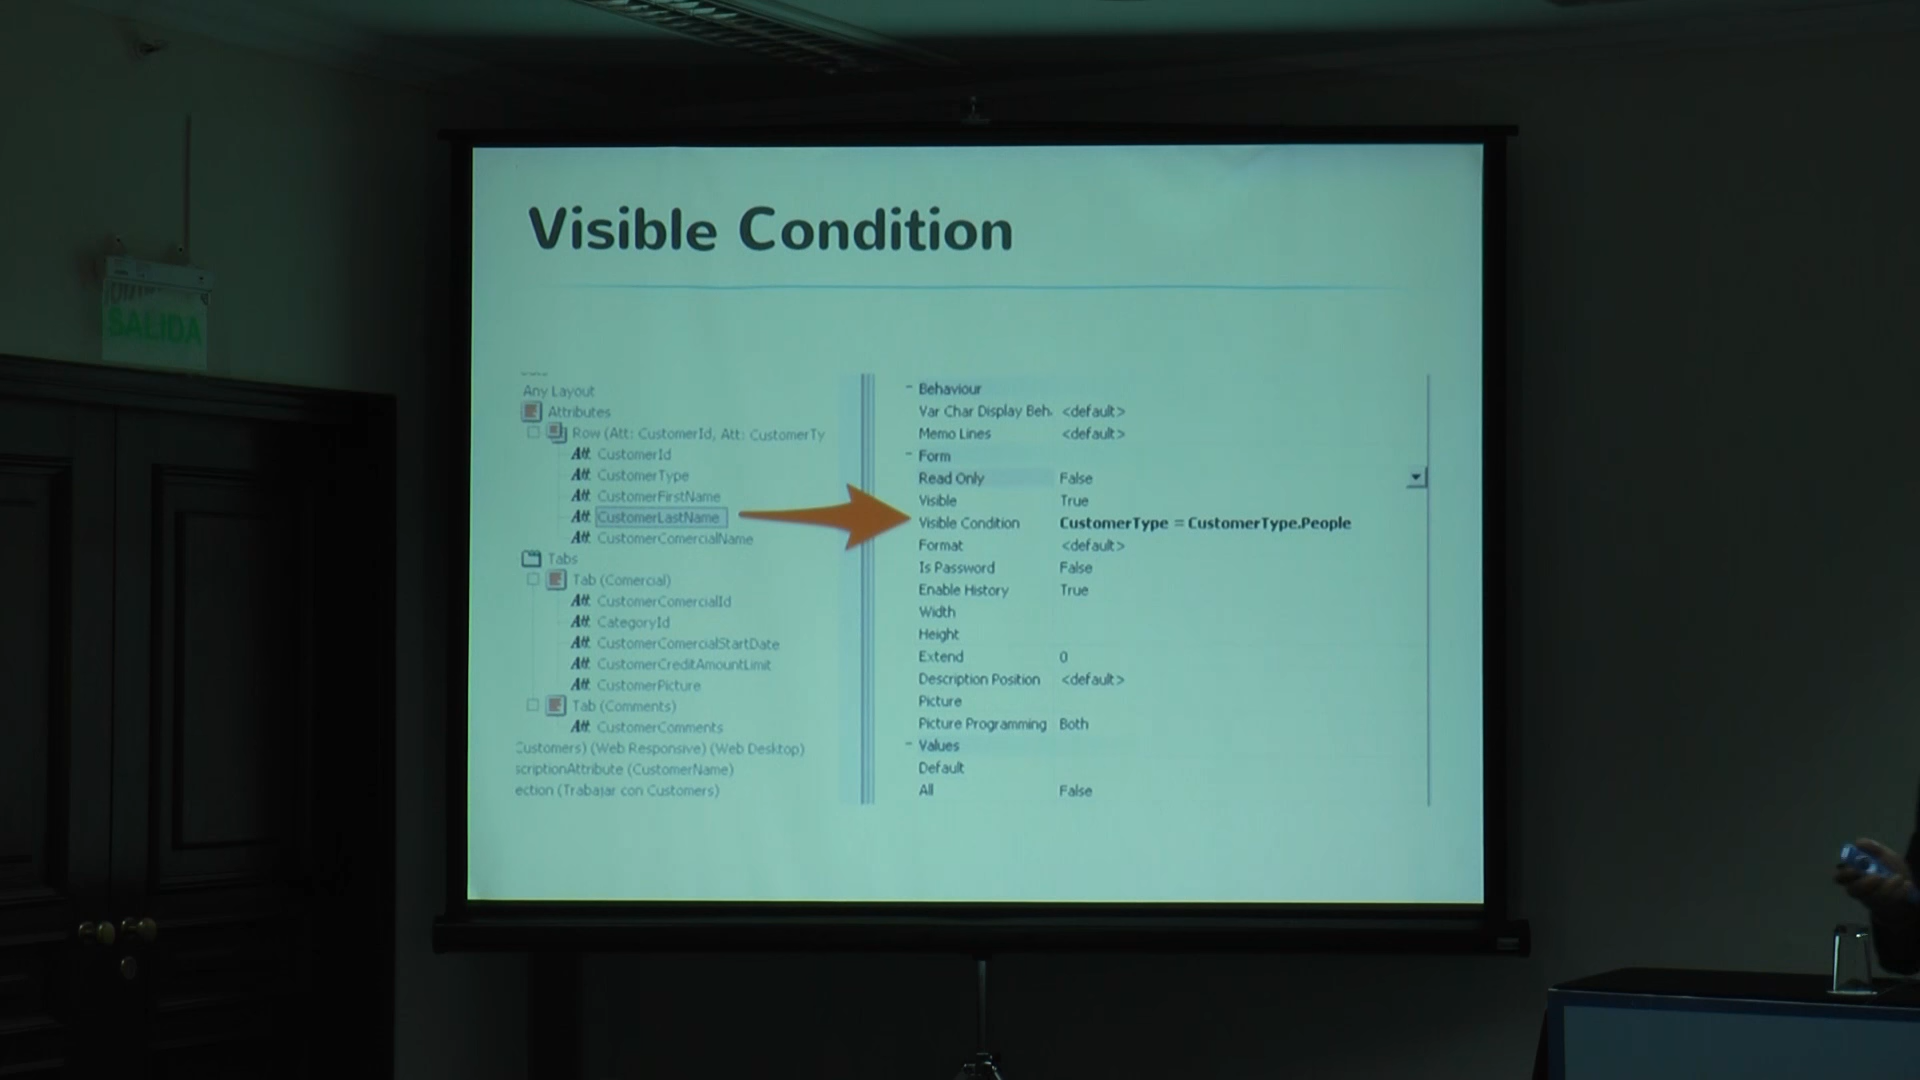 Visible Condition
SALIDA
Any Layout
Attributes
Row (Att: CustomerId, Att: CustomerTy
Att CustomerId
Att CustomerType
Att CustomerFirstName
Att CustomerLastName
Att CustomerComercialName
Tabs
Tab (Comercial)
Att CustomerComercialId
Att CategoryId
Att CustomerComercialStartDate
Att CustomerCreditAmountLimit
Att CustomerPicture
Tab (Comments)
Att CustomerComments
Customers) (Web Responsive) (Web Desktop)
scriptionAttribute (CustomerName)
ection (Trabajar con Customers)
Behaviour
Var Char Display Beh. <default>
Memo Lines <default>
Form
Read Only False
Visible True
Visible Condition CustomerType = CustomerType.People
Format <default>
Is Password False
Enable History True
Width
Height
Extend 0
Description Position <default>
Picture
Picture Programming Both
Values
Default
All False